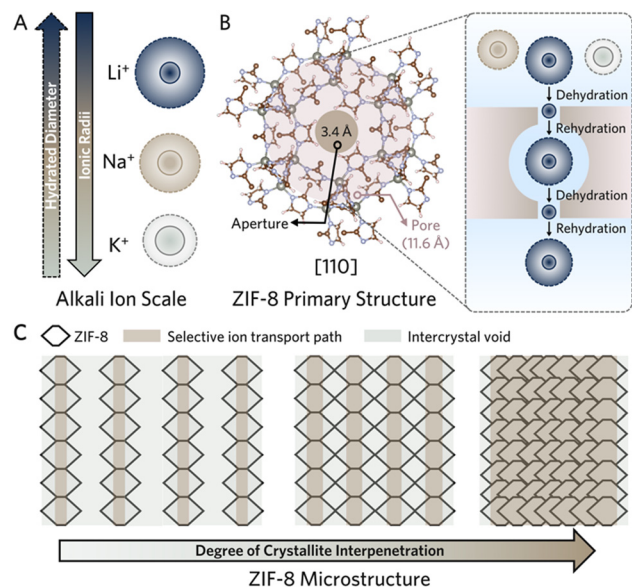 A
Hydrated Diameter
Ionic Radii
Li+
Na+
K+
Alkali Ion Scale
B
3.4 Å
Aperture
Pore
(11.6 Å)
[110]
ZIF-8 Primary Structure
Dehydration
Rehydration
Dehydration
Rehydration
C
ZIF-8
Selective ion transport path
Intercrystal void
Degree of Crystallite Interpenetration
ZIF-8 Microstructure